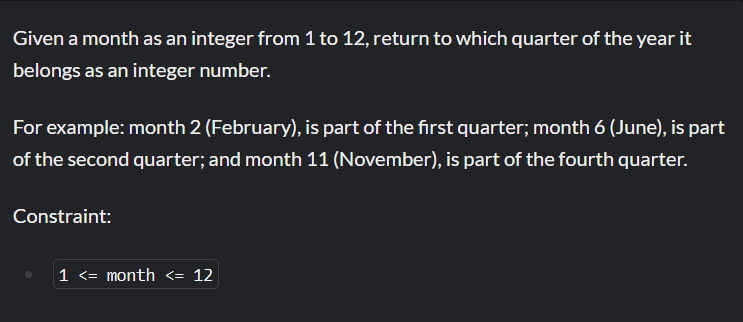 Given a month as an integer from 1 to 12, return to which quarter of the year it
belongs as an integer number.
For example: month 2 (February), is part of the first quarter; month 6 (June), is part
of the second quarter; and month 11 (November), is part of the fourth quarter.
Constraint:
1 <= month <= 12